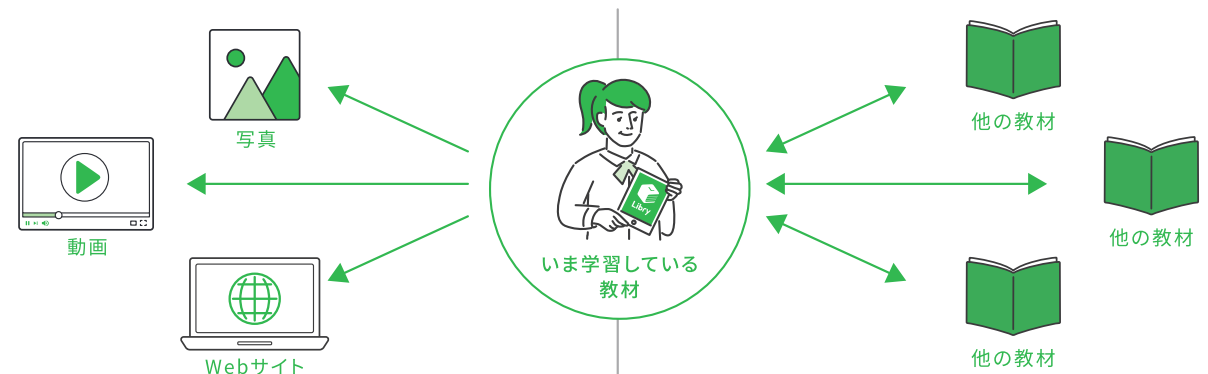 写真
動画
Webサイト
Libry
いま学習している
教材
他の教材
他の教材
他の教材